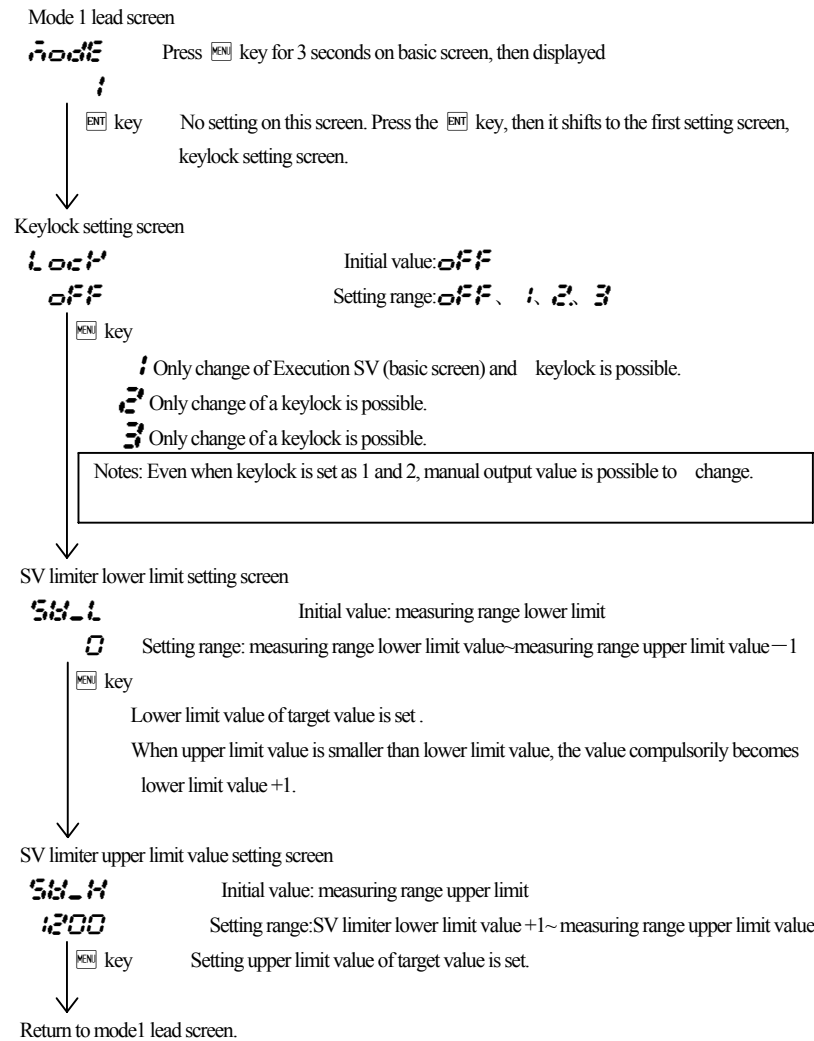 Mode 1 lead screen
modE Press MENU key for 3 seconds on basic screen, then displayed
1
ENT key No setting on this screen. Press the ENT key, then it shifts to the first setting screen,
keylock setting screen.
Keylock setting screen
Lock Initial value:oFF
oFF Setting range:oFF、 1、2、3
MENU key
1 Only change of Execution SV (basic screen) and keylock is possible.
2 Only change of a keylock is possible.
3 Only change of a keylock is possible.
Notes: Even when keylock is set as 1 and 2, manual output value is possible to change.
SV limiter lower limit setting screen
SV_L Initial value: measuring range lower limit
0 Setting range: measuring range lower limit value~measuring range upper limit value－1
MENU key
Lower limit value of target value is set .
When upper limit value is smaller than lower limit value, the value compulsorily becomes
lower limit value +1.
SV limiter upper limit value setting screen
SV_H Initial value: measuring range upper limit
1200 Setting range:SV limiter lower limit value +1~ measuring range upper limit value
MENU key Setting upper limit value of target value is set.
Return to mode1 lead screen.